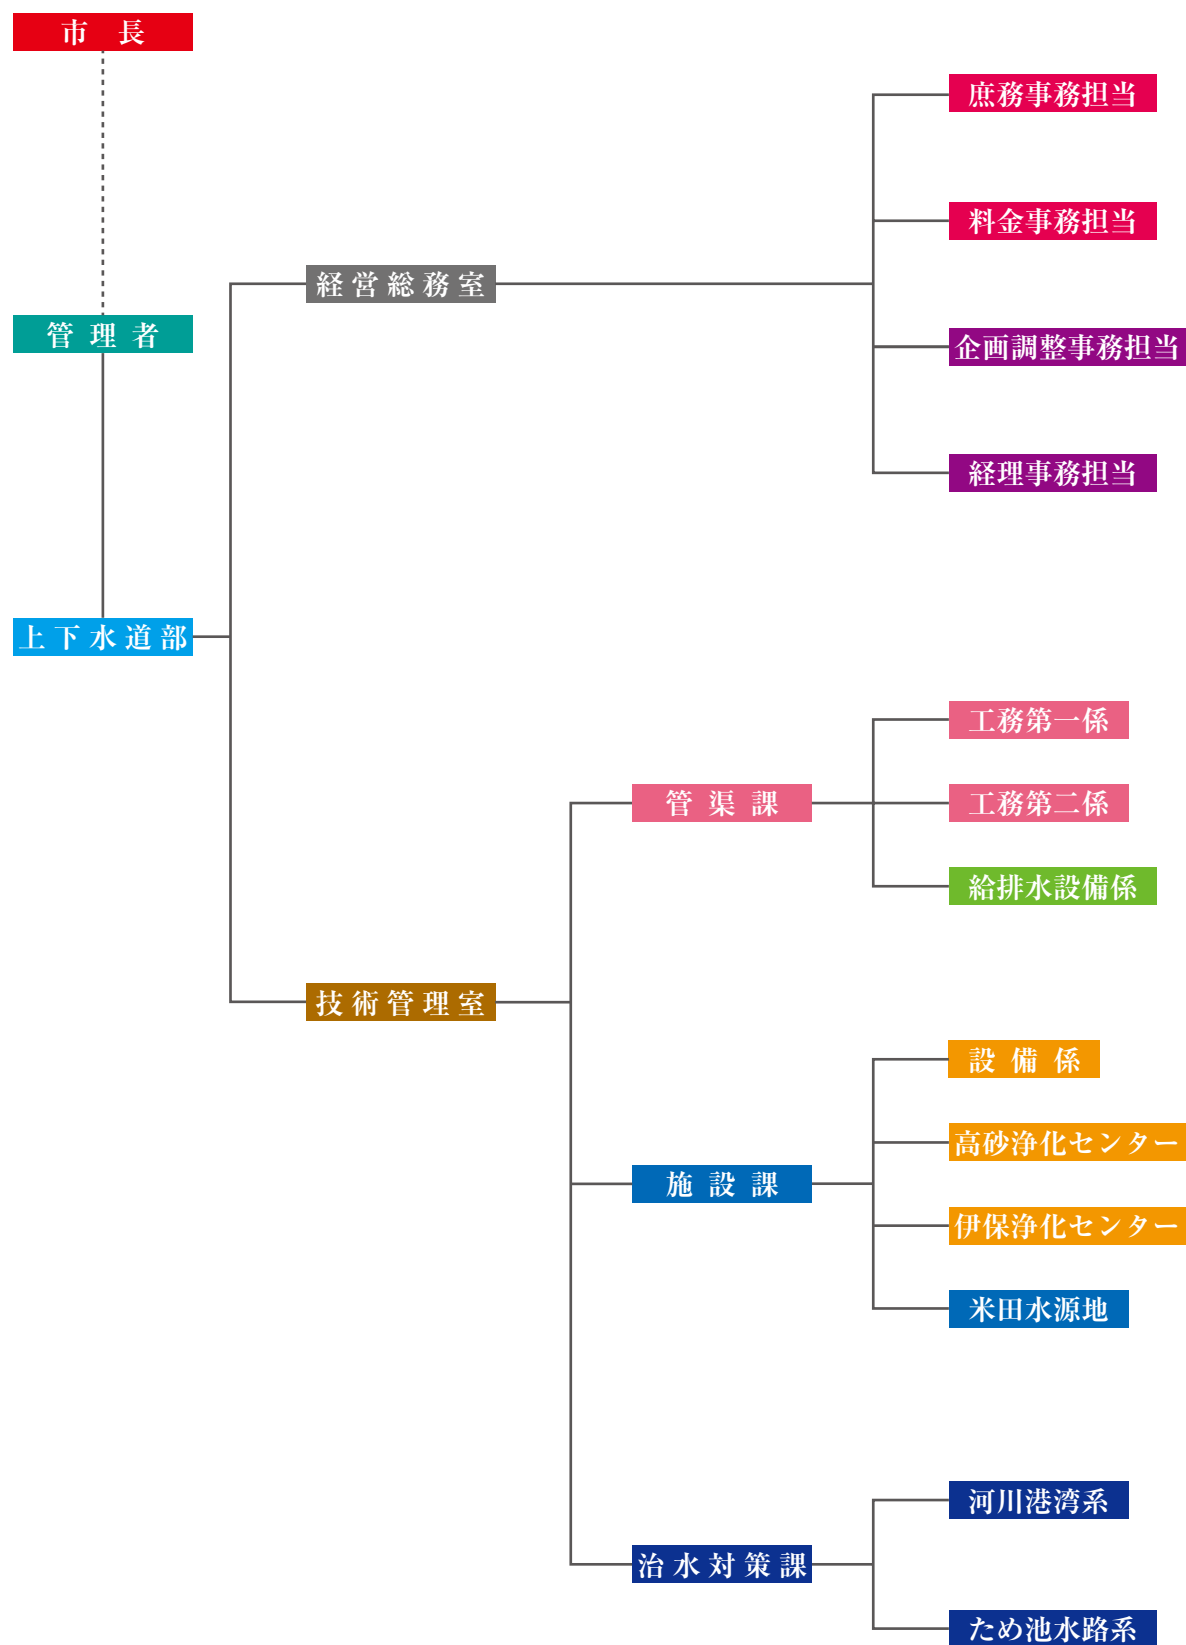 市長
管理者
上下水道部
経営総務室
庶務事務担当
料金事務担当
企画調整事務担当
経理事務担当
技術管理室
管渠課
工務第一係
工務第二係
給排水設備係
施設課
設備係
高砂浄化センター
伊保浄化センター
米田水源地
治水対策課
河川港湾系
ため池水路系